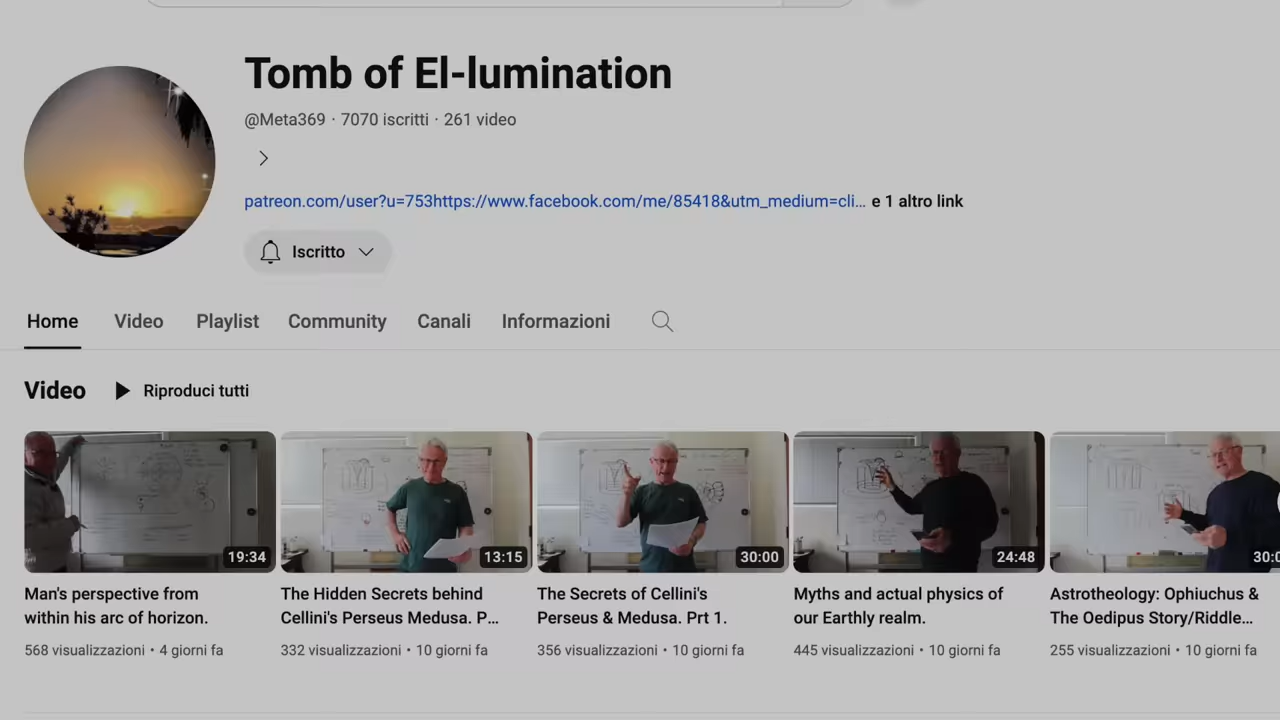 Tomb of El-lumination
@Meta369 · 7070 iscritti · 261 video
patreon.com/user?u=753https://www.facebook.com/me/85418&utm_medium=cli... e 1 altro link
Iscritto
Home Video Playlist Community Canali Informazioni
Video Riproduci tutti
19:34 13:15 30:00 24:48 30:0
Man's perspective from
within his arc of horizon.
568 visualizzazioni • 4 giorni fa
The Hidden Secrets behind
Cellini's Perseus Medusa. P...
332 visualizzazioni • 10 giorni fa
The Secrets of Cellini's
Perseus & Medusa. Prt 1.
356 visualizzazioni • 10 giorni fa
Myths and actual physics of
our Earthly realm.
445 visualizzazioni • 10 giorni fa
Astrotheology: Ophiuchus &
The Oedipus Story/Riddle...
255 visualizzazioni • 10 giorni fa